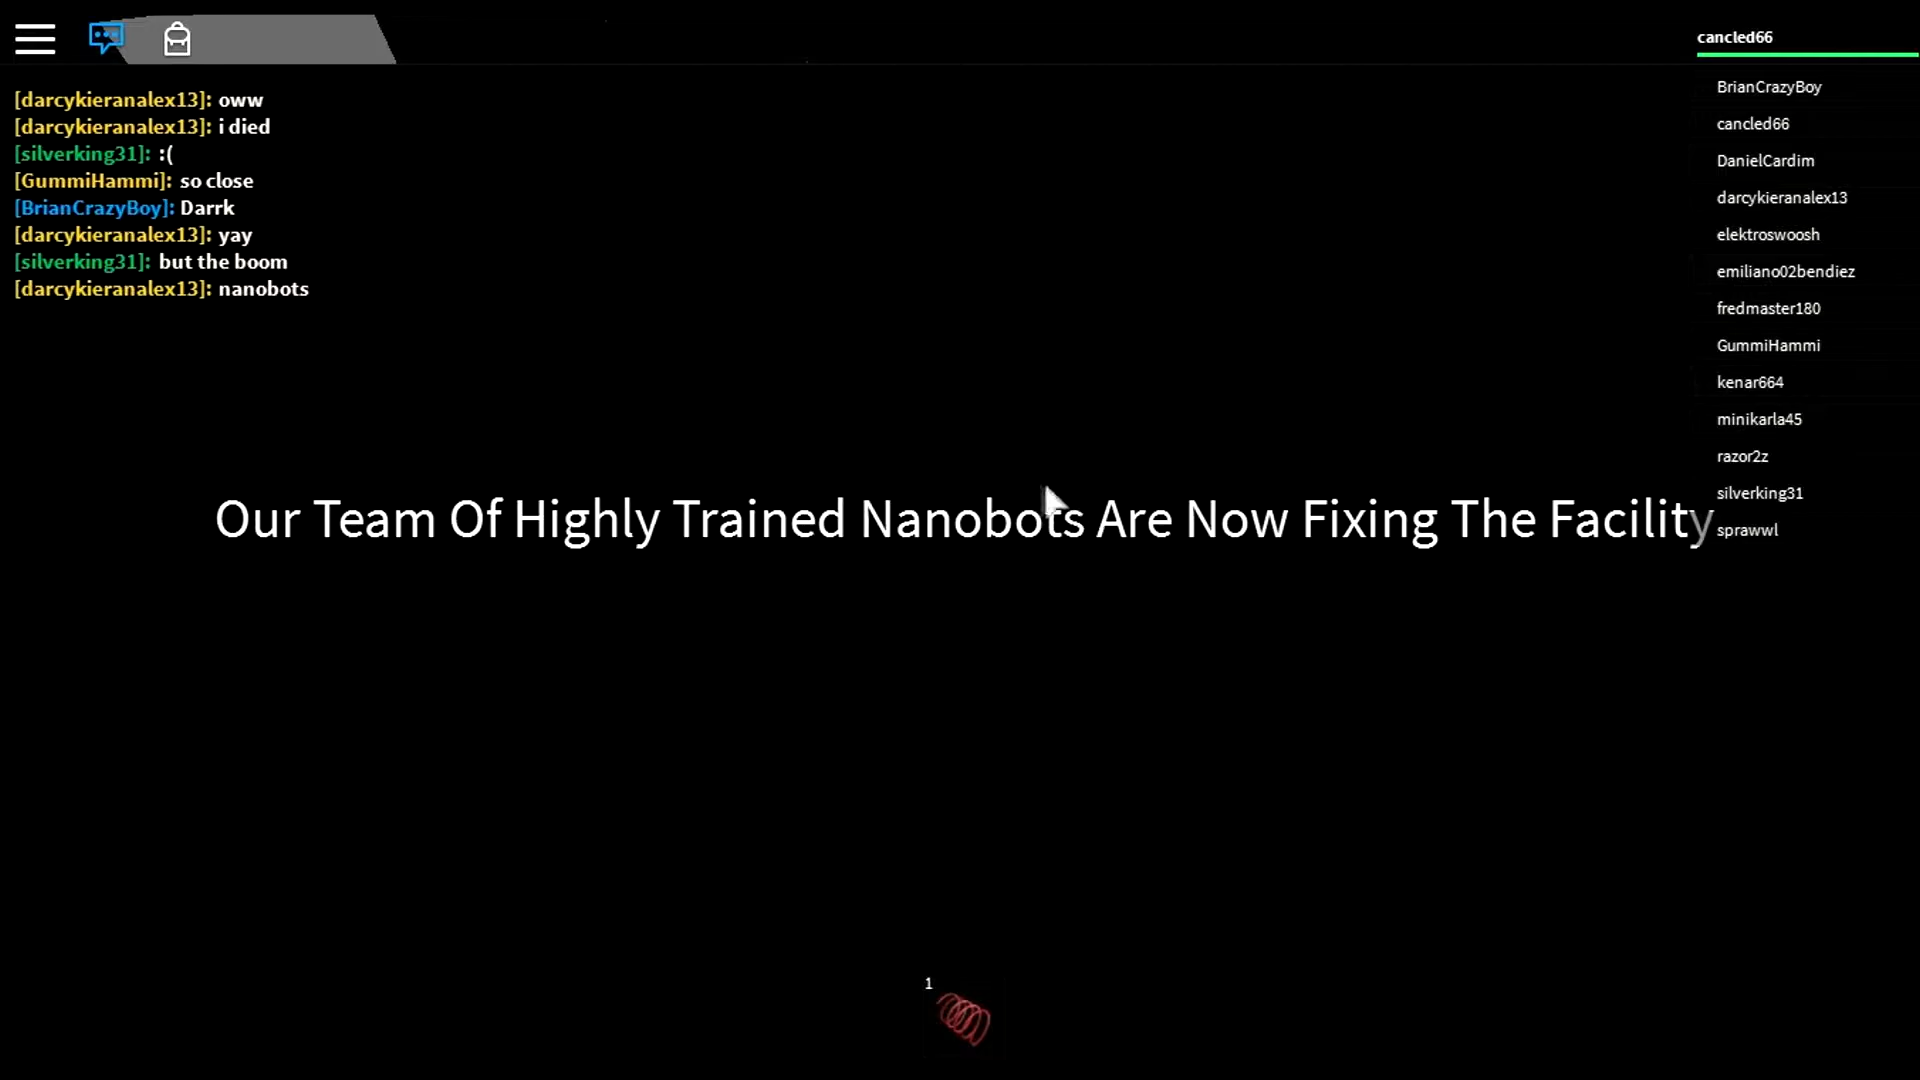 cancled66
[darcykieranalex13]: oww
[darcykieranalex13]: i died
[silverking31]: :(
[GummiHammi]: so close
[BrianCrazyBoy]: Darrk
[darcykieranalex13]: yay
[silverking31]: but the boom
[darcykieranalex13]: nanobots
BrianCrazyBoy
cancled66
DanielCardim
darcykieranalex13
elektroswoosh
emiliano02bendiez
fredmaster180
GummiHammi
kenar664
minikarla45
razor2z
silverking31
sprawwl
Our Team Of Highly Trained Nanobots Are Now Fixing The Facility
1